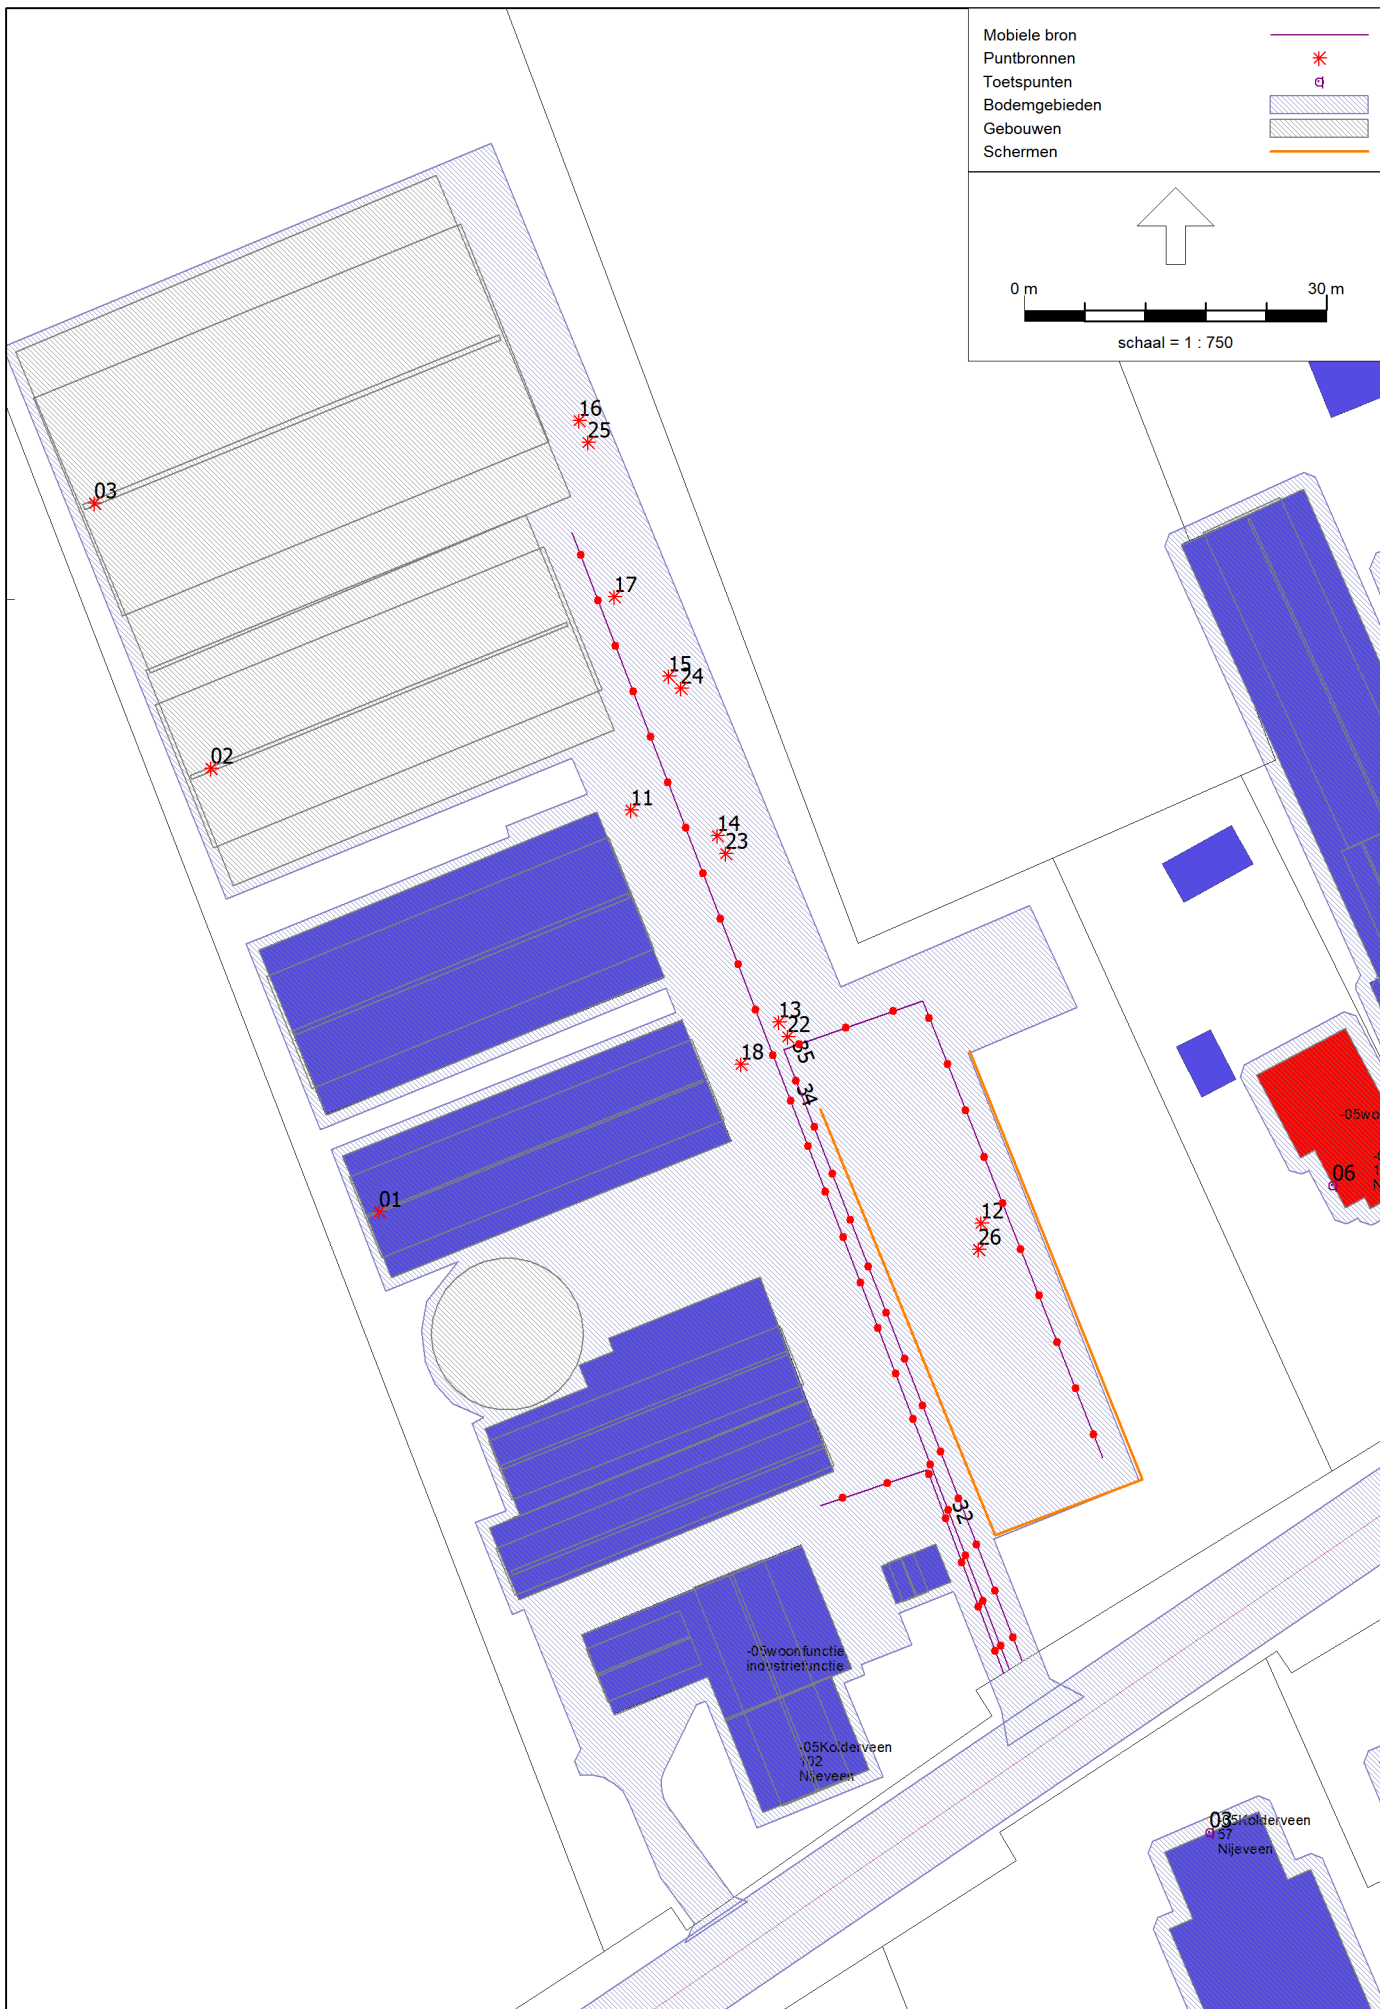 Mobiele bron
Puntbronnen
Toetspunten
Bodemgebieden
Gebouwen
Schermen
0 m 30 m
schaal = 1 : 750
16
25
03
17
15
24
02
11
14
23
13
22
35
18
34
-05wo
06
01
12
26
32
-05woonfunctie
industriefunctie
-05Kolderveen
102
Nijeveen
03
-05Kolderveen
57
Nijeveen